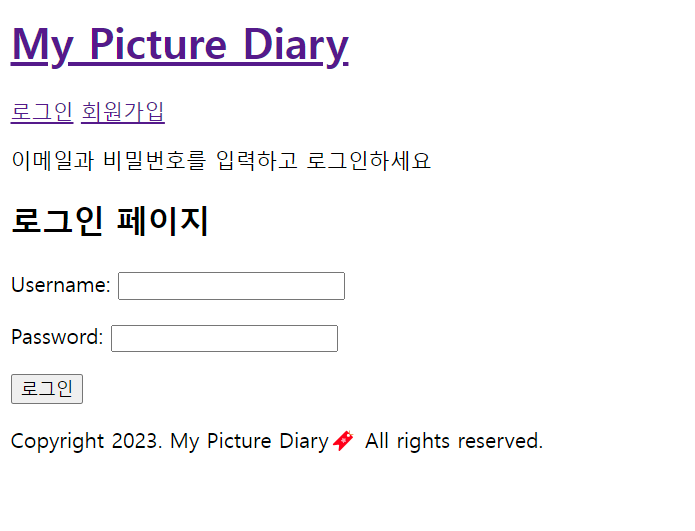 My Picture Diary
로그인 회원가입
이메일과 비밀번호를 입력하고 로그인하세요
로그인 페이지
Username:
Password:
로그인
Copyright 2023. My Picture Diary🧨 All rights reserved.